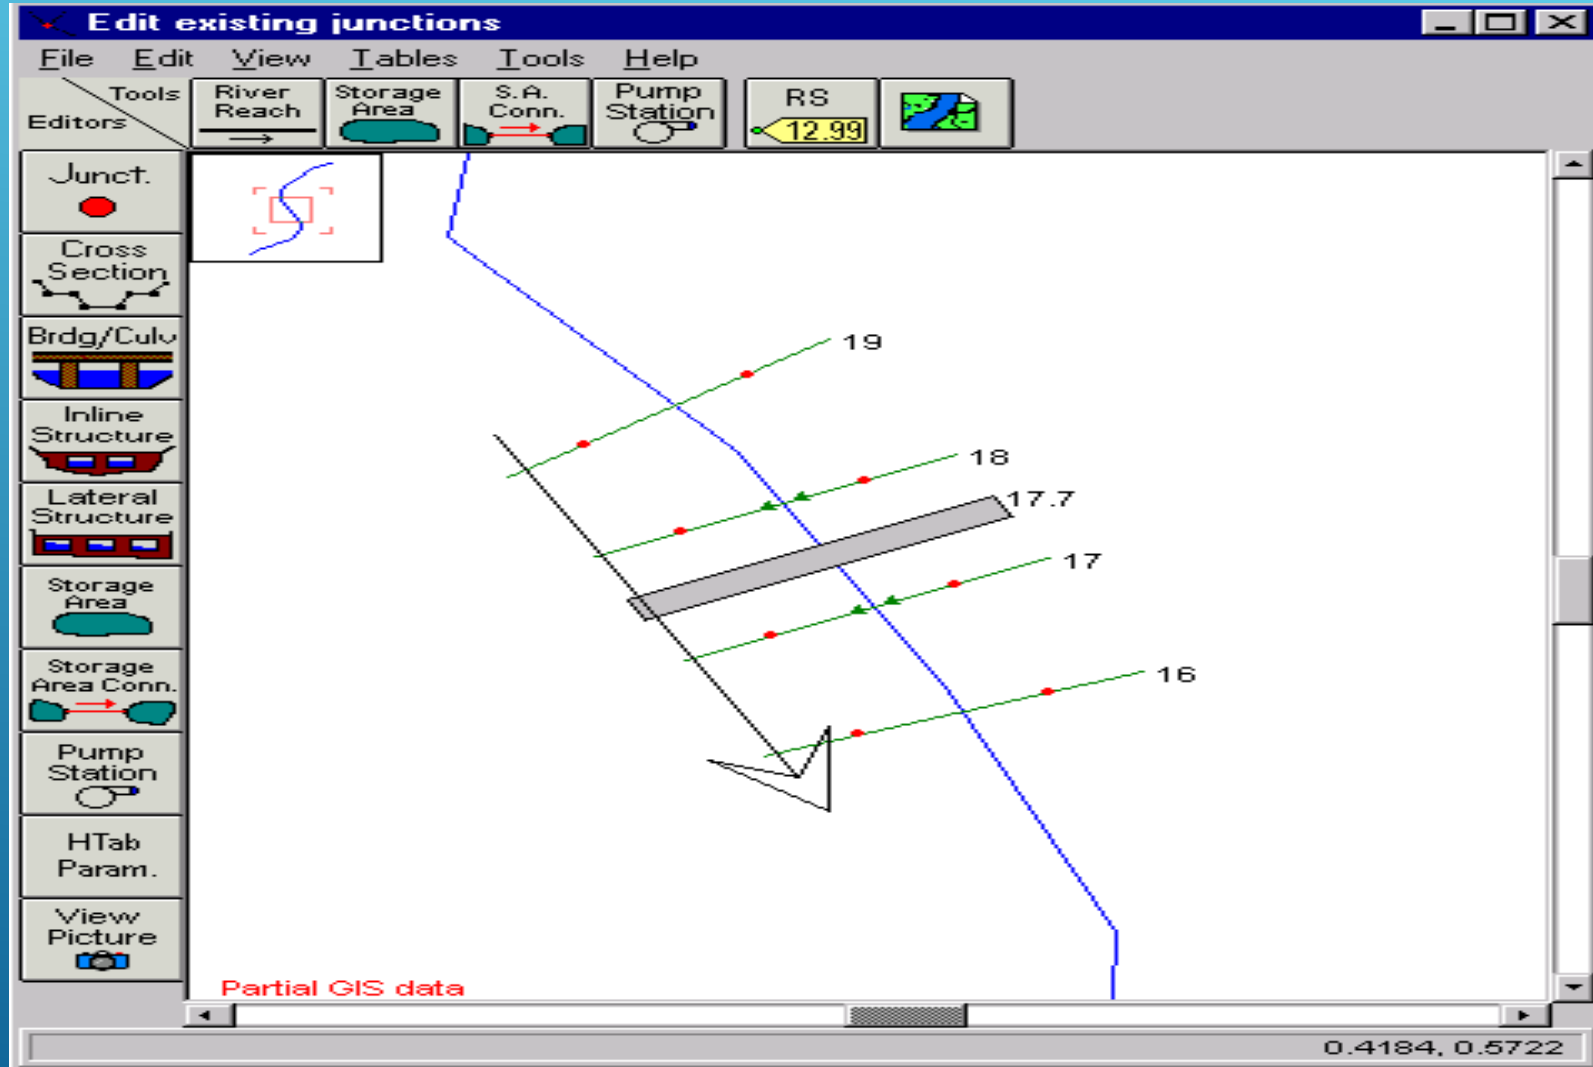 Edit existing junctions
File Edit View Tables Tools Help
Tools
Editors
River
Reach
Storage
Area
S.A.
Conn.
Pump
Station
RS
12.99
Junct.
Cross
Section
Brdg/Culv
Inline
Structure
Lateral
Structure
Storage
Area
Storage
Area Conn.
Pump
Station
HTab
Param.
View
Picture
19
18
17.7
17
16
Partial GIS data
0.4184, 0.5722